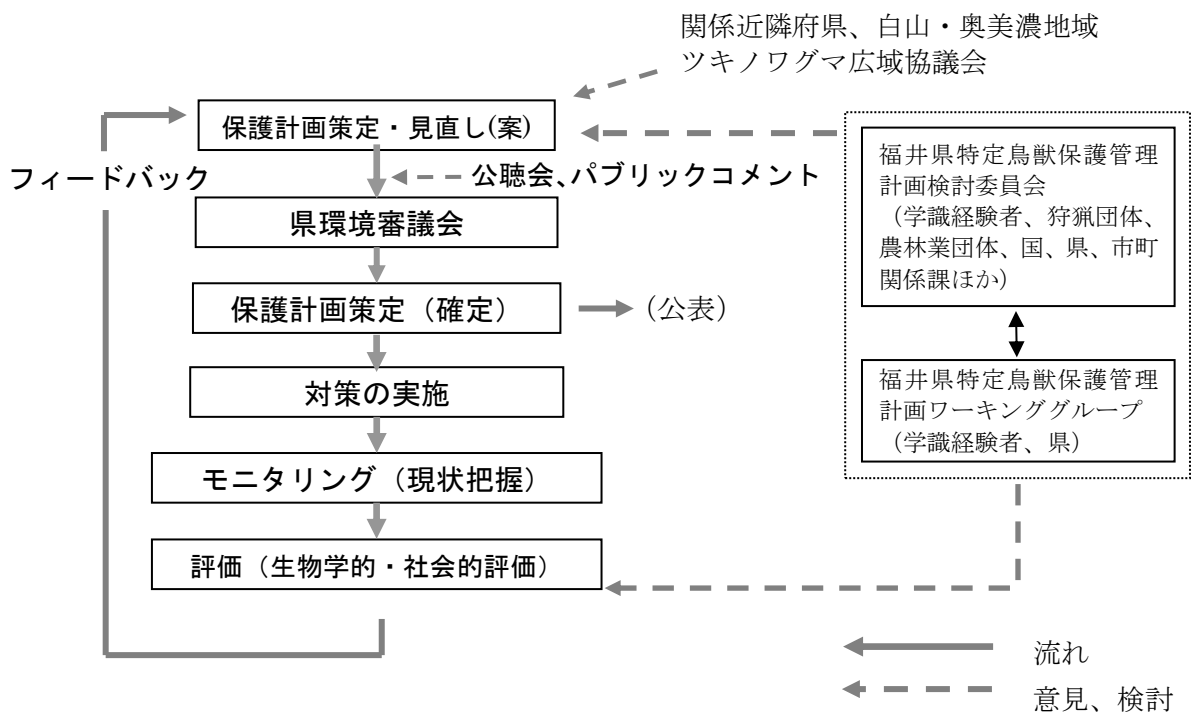 関係近隣府県、白山・奥美濃地域
ツキノワグマ広域協議会
保護計画策定・見直し(案)
フィードバック
公聴会、パブリックコメント
県環境審議会
保護計画策定（確定）
（公表）
対策の実施
モニタリング（現状把握）
評価（生物学的・社会的評価）
福井県特定鳥獣保護管理
計画検討委員会
（学識経験者、狩猟団体、
農林業団体、国、県、市町
関係課ほか）
福井県特定鳥獣保護管理
計画ワーキンググループ
（学識経験者、県）
流れ
意見、検討